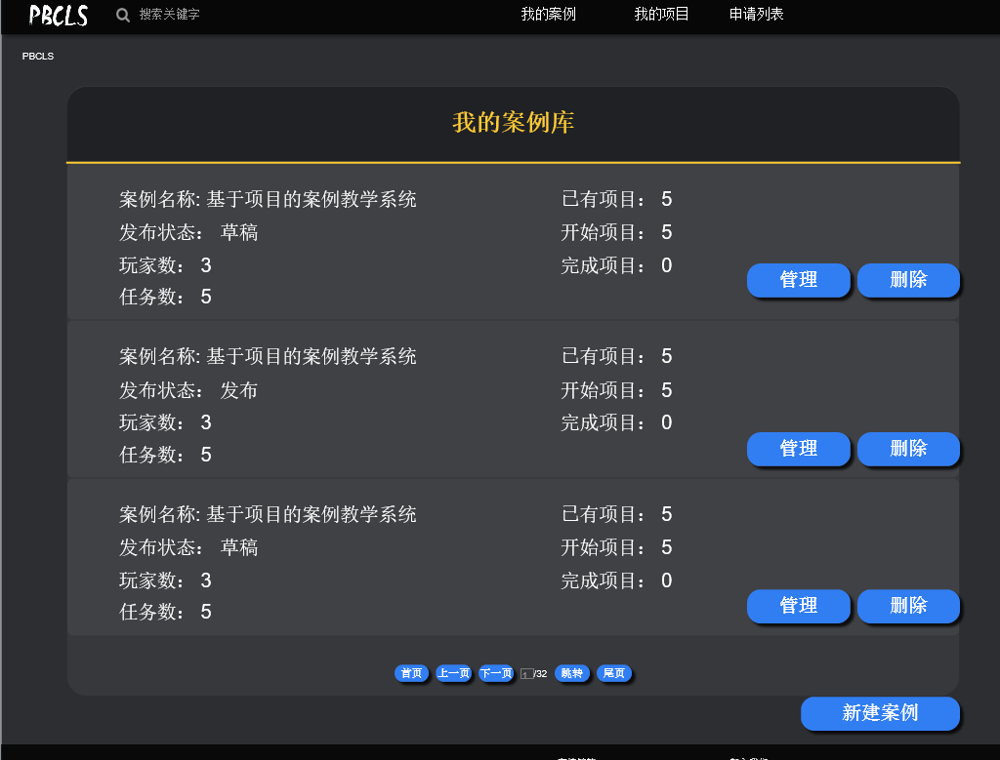 PBCLS 搜索关键字 我的案例 我的项目 申请列表
PBCLS
我的案例库
案例名称: 基于项目的案例教学系统 已有项目： 5
发布状态： 草稿 开始项目： 5
玩家数： 3 完成项目： 0
管理 删除
任务数： 5
案例名称: 基于项目的案例教学系统 已有项目： 5
发布状态： 发布 开始项目： 5
玩家数： 3 完成项目： 0
管理 删除
任务数： 5
案例名称: 基于项目的案例教学系统 已有项目： 5
发布状态： 草稿 开始项目： 5
玩家数： 3 完成项目： 0
管理 删除
任务数： 5
首页 上一页 下一页 1/32 跳转 尾页
新建案例